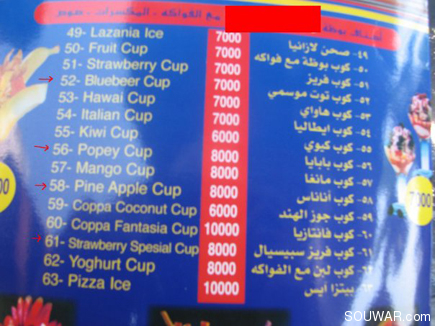 مع الفواكه ، المكسرات ،
49- Lazania Ice 7000 ٤٩- صحن لازانيا
50- Fruit Cup 7000 ٥٠- كوب بوظة مع فواكه
51- Strawberry Cup 7000 ٥١- كوب فريز
52- Bluebeer Cup 7000 ٥٢- كوب توت موسمي
53- Hawai Cup 7000 ٥٣- كوب هاواي
54- Italian Cup 7000 ٥٤- كوب ايطاليا
55- Kiwi Cup 6000 ٥٥- كوب كيوي
56- Popey Cup 8000 ٥٦- كوب بابايا
57- Mango Cup 8000 ٥٧- كوب مانغا
58- Pine Apple Cup 8000 ٥٨- كوب أناناس
59- Coppa Coconut Cup 6000 ٥٩- كوب جوز الهند
60- Coppa Fantasia Cup 10000 ٦٠- كوب فانتازيا
61- Strawberry Spesial Cup 8000 ٦١- كوب فريز سبيسيال
62- Yoghurt Cup 8000 ٦٢- كوب لبن مع الفواكه
63- Pizza Ice 10000 ٦٣- بيتزا ايس
7000
SOUWAR.com